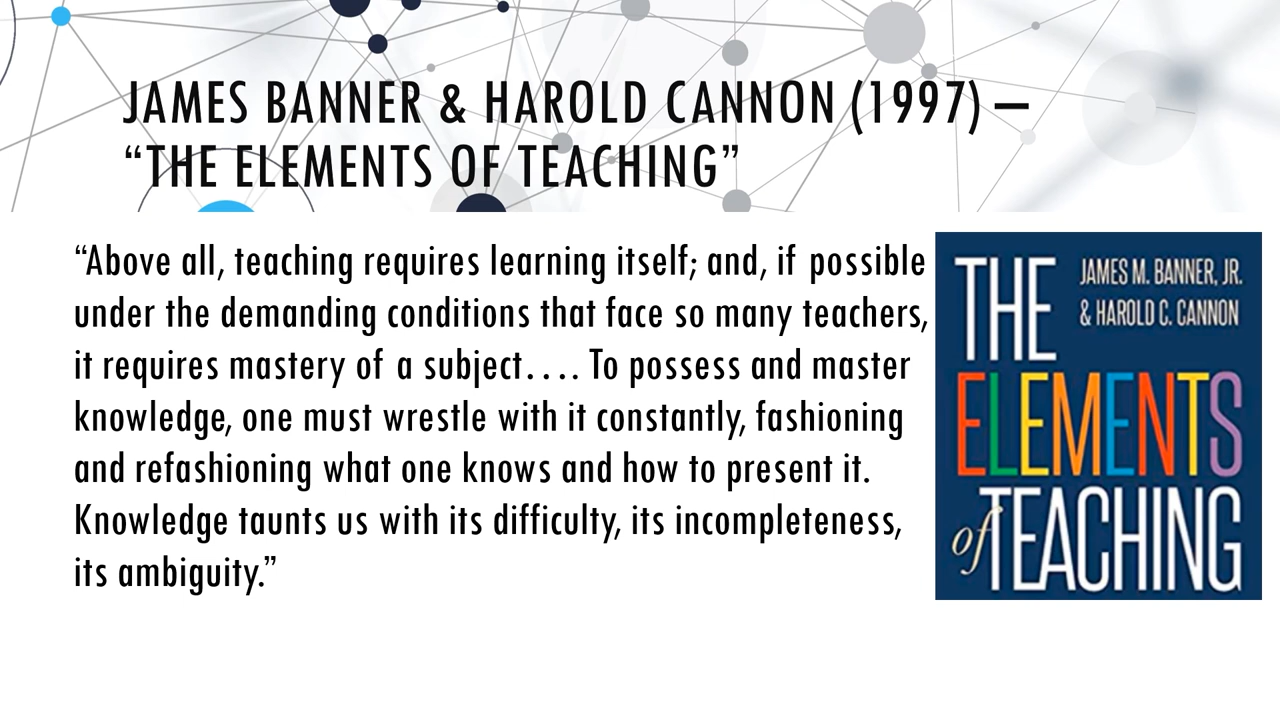 JAMES BANNER & HAROLD CANNON (1997) –
“THE ELEMENTS OF TEACHING”
“Above all, teaching requires learning itself; and, if possible
under the demanding conditions that face so many teachers,
it requires mastery of a subject…. To possess and master
knowledge, one must wrestle with it constantly, fashioning
and refashioning what one knows and how to present it.
Knowledge taunts us with its difficulty, its incompleteness,
its ambiguity.”
THE
JAMES M. BANNER, JR.
& HAROLD C. CANNON
ELEMENTS
of TEACHING